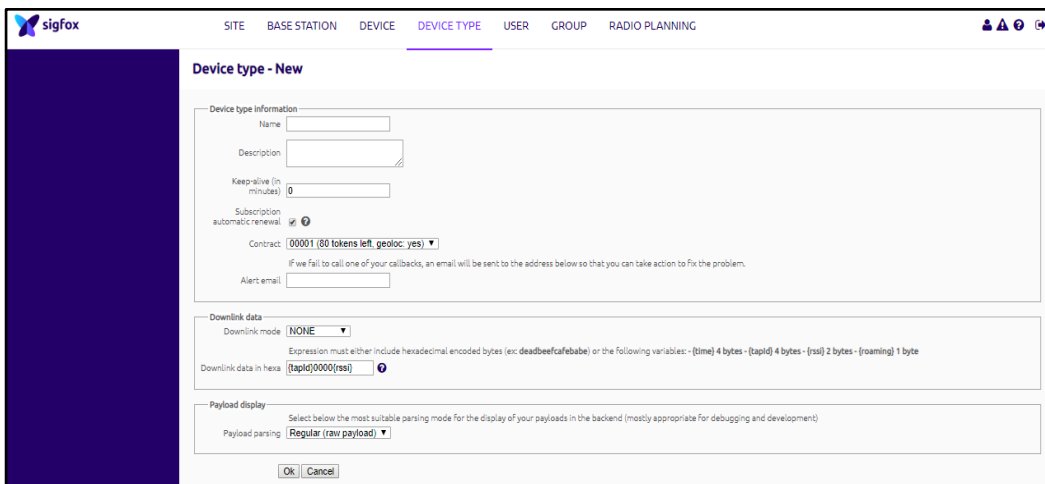 sigfox
SITE BASE STATION DEVICE DEVICE TYPE USER GROUP RADIO PLANNING
Device type - New
Device type information
Name
Description
Keep-alive (in
minutes) 0
Subscription
automatic renewal
Contract 00001 (80 tokens left, geoloc: yes)
If we fail to call one of your callbacks, an email will be sent to the address below so that you can take action to fix the problem.
Alert email
Downlink data
Downlink mode NONE
Expression must either include hexadecimal encoded bytes (ex: deadbeefcafebabe) or the following variables: - {time} 4 bytes - {tapId} 4 bytes - {rssi} 2 bytes - {roaming} 1 byte
Downlink data in hexa {tapId}0000{rssi}
Payload display
Select below the most suitable parsing mode for the display of your payloads in the backend (mostly appropriate for debugging and development)
Payload parsing Regular (raw payload)
Ok Cancel